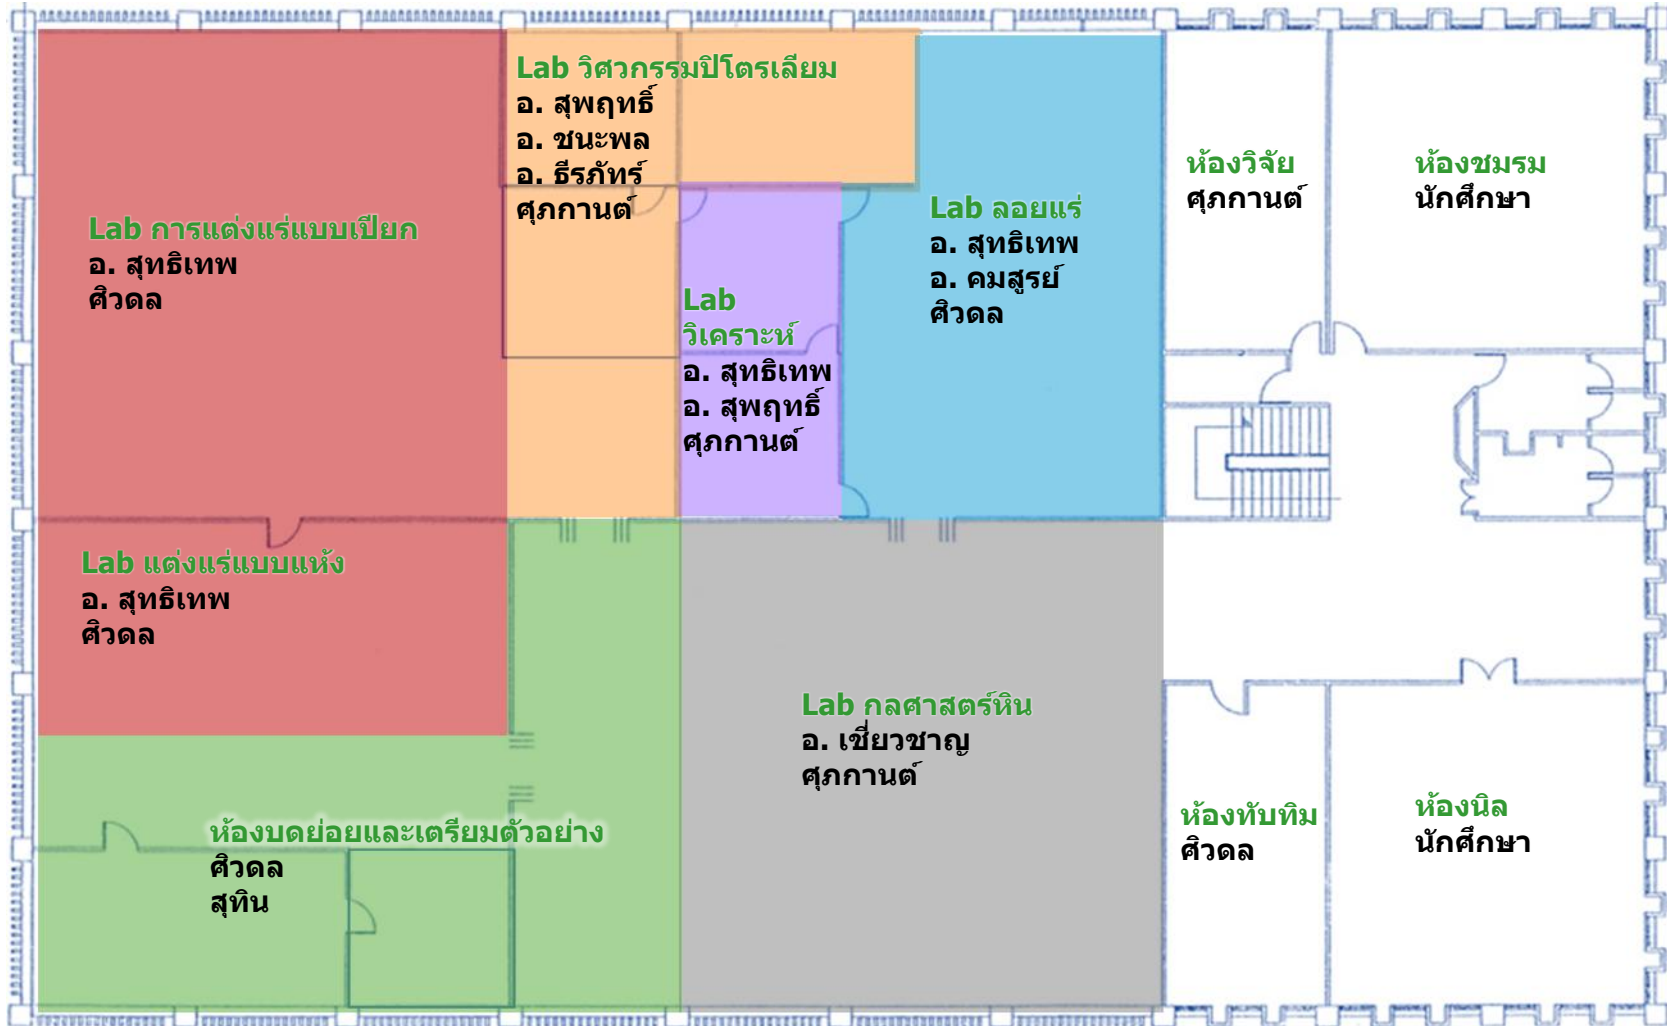 Lab วิศวกรรมปิโตรเลียม
อ. สุพฤทธิ์
อ. ชนะพล
อ. ธีรภัทร์
ศุภกานต์
Lab การแต่งแร่แบบเปียก
อ. สุทธิเทพ
ศิวดล
Lab
วิเคราะห์
อ. สุทธิเทพ
อ. สุพฤทธิ์
ศุภกานต์
Lab ลอยแร่
อ. สุทธิเทพ
อ. คมสูรย์
ศิวดล
ห้องวิจัย
ศุภกานต์
ห้องชมรม
นักศึกษา
Lab แต่งแร่แบบแห้ง
อ. สุทธิเทพ
ศิวดล
Lab กลศาสตร์หิน
อ. เชี่ยวชาญ
ศุภกานต์
ห้องบดย่อยและเตรียมตัวอย่าง
ศิวดล
สุทิน
ห้องทับทิม
ศิวดล
ห้องนิล
นักศึกษา